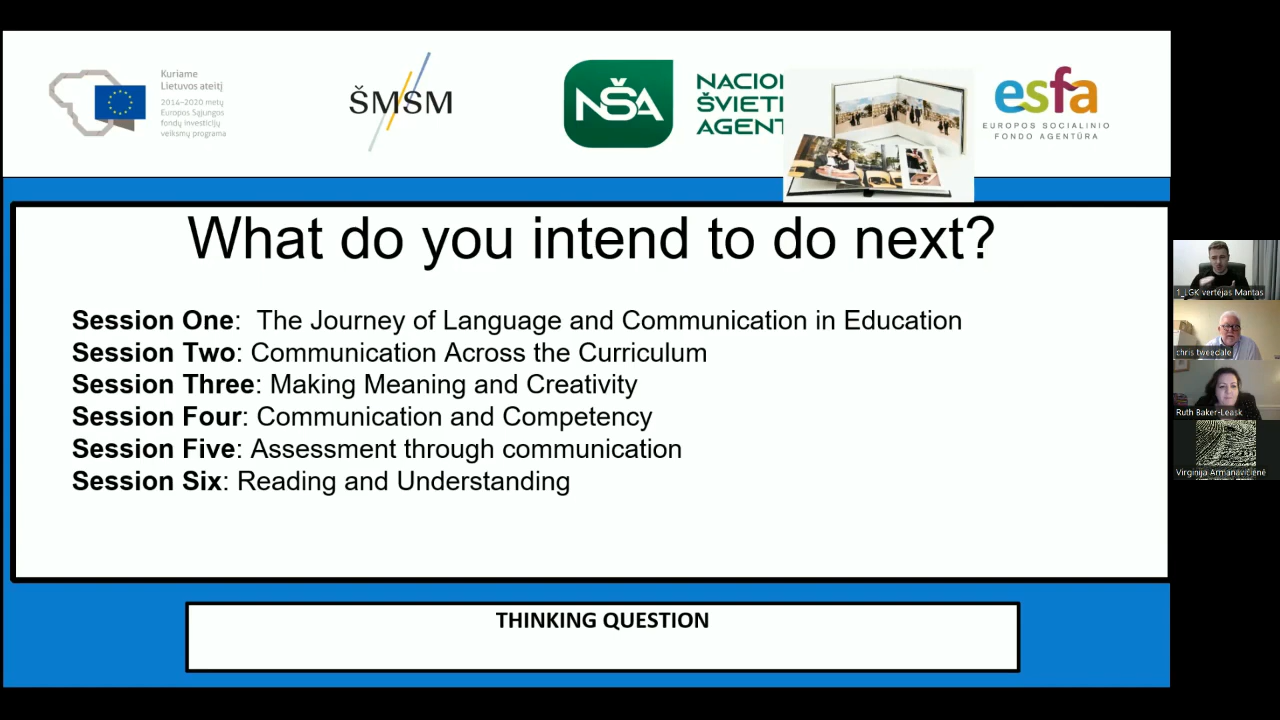 Kuriame
Lietuvos ateitį
2014–2020 metų
Europos Sąjungos
fondų investicijų
veiksmų programa
ŠMSM
NŠA
NACIO
ŠVIETI
AGENT
esfa
EUROPOS SOCIALINIO
FONDO AGENTŪRA
What do you intend to do next?
Session One: The Journey of Language and Communication in Education
Session Two: Communication Across the Curriculum
Session Three: Making Meaning and Creativity
Session Four: Communication and Competency
Session Five: Assessment through communication
Session Six: Reading and Understanding
THINKING QUESTION
1_LGK vertėjas Mantas
chris tweedale
Ruth Baker-Leask
Virginija Armanavičienė